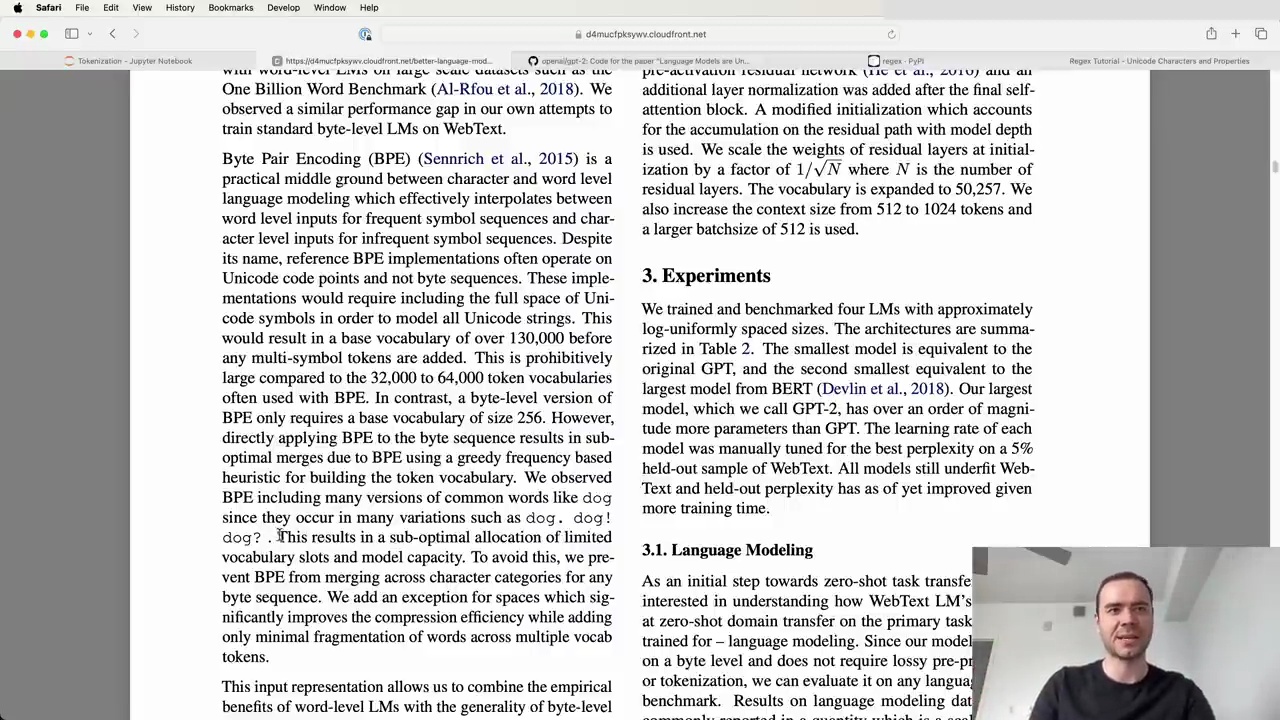 Safari File Edit View History Bookmarks Develop Window Help
d4mucfpksywv.cloudfront.net
Tokenization - Jupyter Notebook
https://d4mucfpksywv.cloudfront.net/better-language-mod...
openai/gpt-2: Code for the paper "Language Models are Un...
regex · PyPI
Regex Tutorial - Unicode Characters and Properties
with word-level LMs on large scale datasets such as the
One Billion Word Benchmark (Al-Rfou et al., 2018). We
observed a similar performance gap in our own attempts to
train standard byte-level LMs on WebText.
Byte Pair Encoding (BPE) (Sennrich et al., 2015) is a
practical middle ground between character and word level
language modeling which effectively interpolates between
word level inputs for frequent symbol sequences and char-
acter level inputs for infrequent symbol sequences. Despite
its name, reference BPE implementations often operate on
Unicode code points and not byte sequences. These imple-
mentations would require including the full space of Uni-
code symbols in order to model all Unicode strings. This
would result in a base vocabulary of over 130,000 before
any multi-symbol tokens are added. This is prohibitively
large compared to the 32,000 to 64,000 token vocabularies
often used with BPE. In contrast, a byte-level version of
BPE only requires a base vocabulary of size 256. However,
directly applying BPE to the byte sequence results in sub-
optimal merges due to BPE using a greedy frequency based
heuristic for building the token vocabulary. We observed
BPE including many versions of common words like dog
since they occur in many variations such as dog. dog!
dog? . This results in a sub-optimal allocation of limited
vocabulary slots and model capacity. To avoid this, we pre-
vent BPE from merging across character categories for any
byte sequence. We add an exception for spaces which sig-
nificantly improves the compression efficiency while adding
only minimal fragmentation of words across multiple vocab
tokens.
This input representation allows us to combine the empirical
benefits of word-level LMs with the generality of byte-level
pre-activation residual network (He et al., 2016) and an
additional layer normalization was added after the final self-
attention block. A modified initialization which accounts
for the accumulation on the residual path with model depth
is used. We scale the weights of residual layers at initial-
ization by a factor of 1/√N where N is the number of
residual layers. The vocabulary is expanded to 50,257. We
also increase the context size from 512 to 1024 tokens and
a larger batchsize of 512 is used.
3. Experiments
We trained and benchmarked four LMs with approximately
log-uniformly spaced sizes. The architectures are summa-
rized in Table 2. The smallest model is equivalent to the
original GPT, and the second smallest equivalent to the
largest model from BERT (Devlin et al., 2018). Our largest
model, which we call GPT-2, has over an order of magni-
tude more parameters than GPT. The learning rate of each
model was manually tuned for the best perplexity on a 5%
held-out sample of WebText. All models still underfit Web-
Text and held-out perplexity has as of yet improved given
more training time.
3.1. Language Modeling
As an initial step towards zero-shot task transfe
interested in understanding how WebText LM's
at zero-shot domain transfer on the primary task
trained for – language modeling. Since our model
on a byte level and does not require lossy pre-pr
or tokenization, we can evaluate it on any langua
benchmark. Results on language modeling dat
commonly reported in a quantity which is a scal